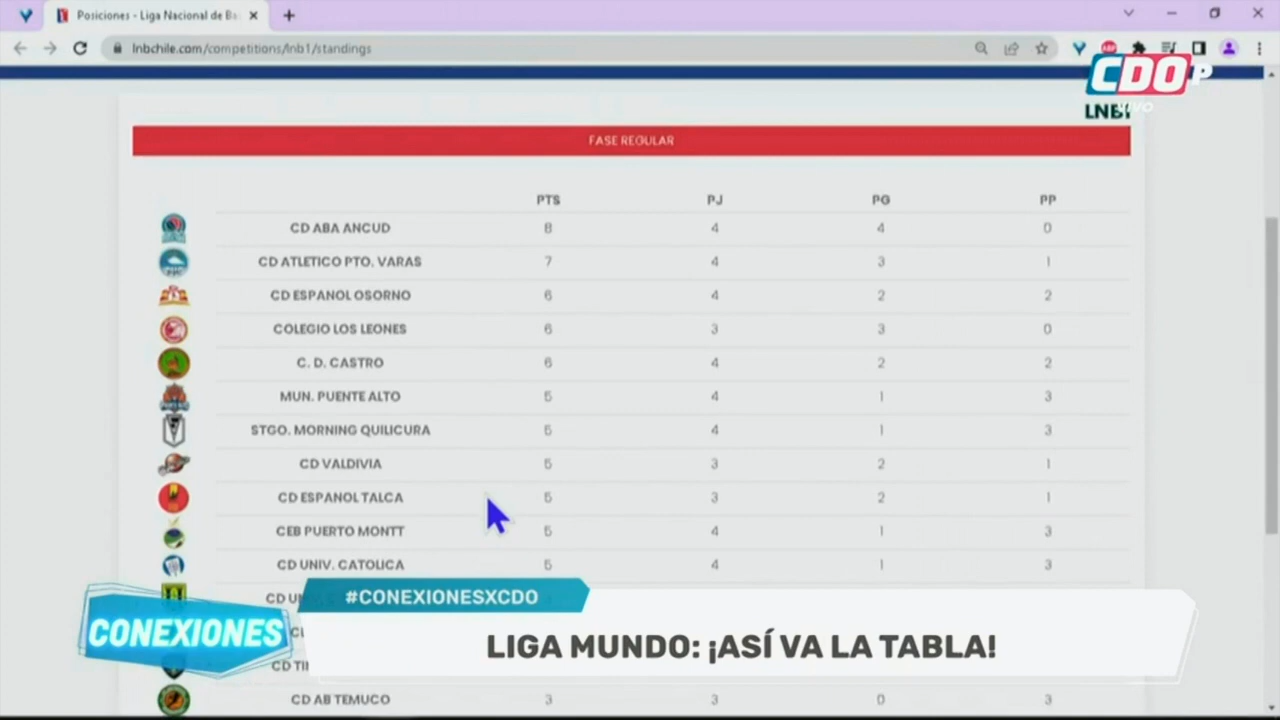 Posiciones - Liga Nacional de Ba
lnbchile.com/competitions/lnb1/standings
CDO P
VIVO
LNB1
FASE REGULAR
PTS PJ PG PP
CD ABA ANCUD 8 4 4 0
CD ATLETICO PTO. VARAS 7 4 3 1
CD ESPANOL OSORNO 6 4 2 2
COLEGIO LOS LEONES 6 3 3 0
C. D. CASTRO 6 4 2 2
MUN. PUENTE ALTO 5 4 1 3
STGO. MORNING QUILICURA 5 4 1 3
CD VALDIVIA 5 3 2 1
CD ESPANOL TALCA 5 3 2 1
CEB PUERTO MONTT 5 4 1 3
CD UNIV. CATOLICA 5 4 1 3
CD
#CONEXIONESXCDO
CONEXIONES
LIGA MUNDO: ¡ASÍ VA LA TABLA!
CD
CD AB TEMUCO 3 3 0 3